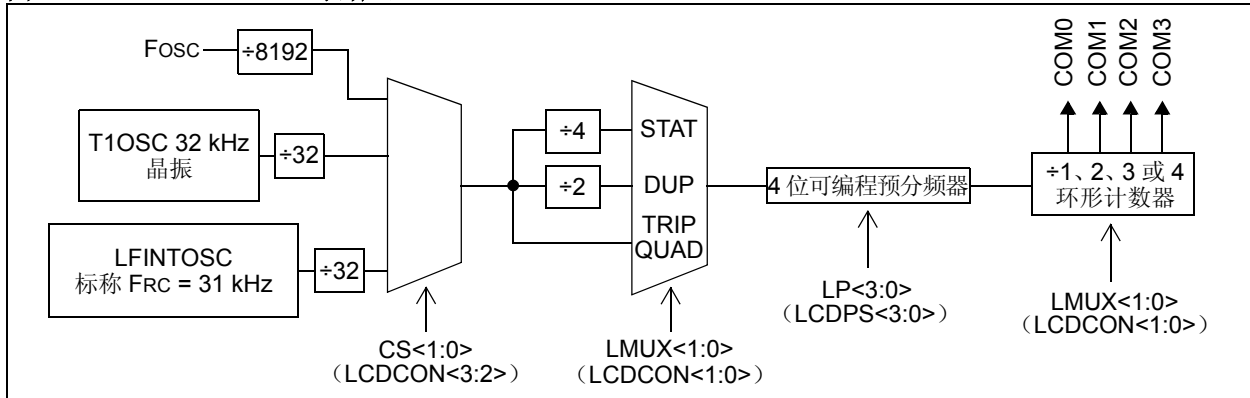 FOSC
÷8192
T1OSC 32 kHz
晶振
÷32
LFINTOSC
标称 FRC = 31 kHz
÷32
CS<1:0>
（LCDCON<3:2>）
÷4
÷2
STAT
DUP
TRIP
QUAD
LMUX<1:0>
（LCDCON<1:0>）
4 位可编程预分频器
LP<3:0>
（LCDPS<3:0>）
COM0
COM1
COM2
COM3
÷1、2、3 或 4
环形计数器
LMUX<1:0>
（LCDCON<1:0>）